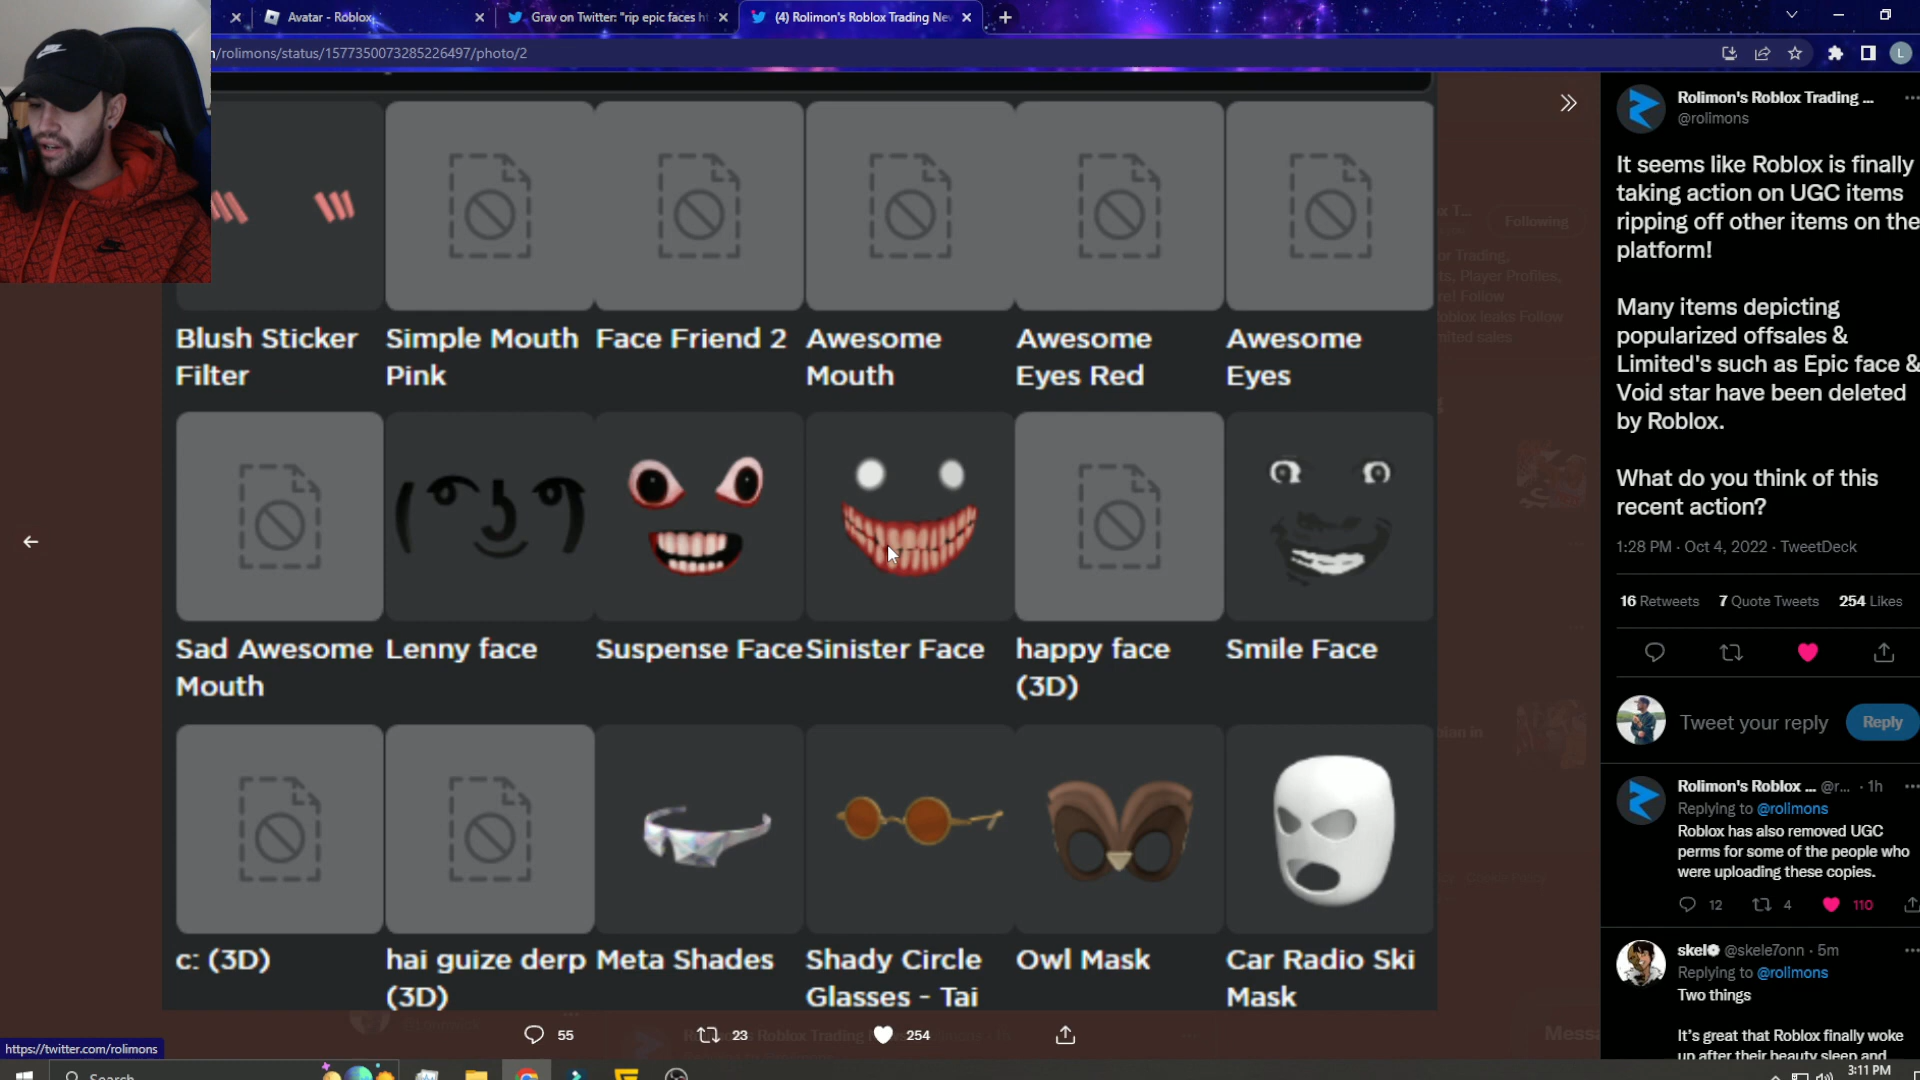 Avatar - Roblox
Grav on Twitter: "rip epic faces
(4) Rolimon's Roblox Trading Ne
/rolimons/status/1577350073285226497/photo/2
L
Blush Sticker Filter
Simple Mouth Pink
Face Friend 2
Awesome Mouth
Awesome Eyes Red
Awesome Eyes
Sad Awesome Mouth
Lenny face
Suspense Face
Sinister Face
happy face (3D)
Smile Face
c: (3D)
hai guize derp (3D)
Meta Shades
Shady Circle Glasses - Tai
Owl Mask
Car Radio Ski Mask
55
23
254
Following
Rolimon's Roblox Trading ...
@rolimons
It seems like Roblox is finally
taking action on UGC items
ripping off other items on the
platform!
Many items depicting
popularized offsales &
Limited's such as Epic face &
Void star have been deleted
by Roblox.
What do you think of this
recent action?
1:28 PM · Oct 4, 2022 · TweetDeck
16 Retweets 7 Quote Tweets 254 Likes
Tweet your reply
Reply
Rolimon's Roblox ... @r... · 1h
Replying to @rolimons
Roblox has also removed UGC
perms for some of the people who
were uploading these copies.
12 4 110
skel @skele7onn · 5m
Replying to @rolimons
Two things
It's great that Roblox finally woke
up after their beauty sleep and
https://twitter.com/rolimons
Search
3:11 PM